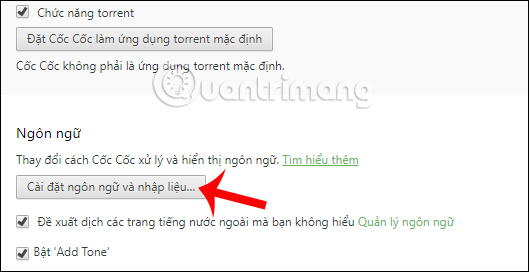 Chức năng torrent
Đặt Cốc Cốc làm ứng dụng torrent mặc định
Cốc Cốc không phải là ứng dụng torrent mặc định.
Quantrimang
Ngôn ngữ
Thay đổi cách Cốc Cốc xử lý và hiển thị ngôn ngữ. Tìm hiểu thêm
Cài đặt ngôn ngữ và nhập liệu...
Đề xuất dịch các trang tiếng nước ngoài mà bạn không hiểu Quản lý ngôn ngữ
Bật 'Add Tone'